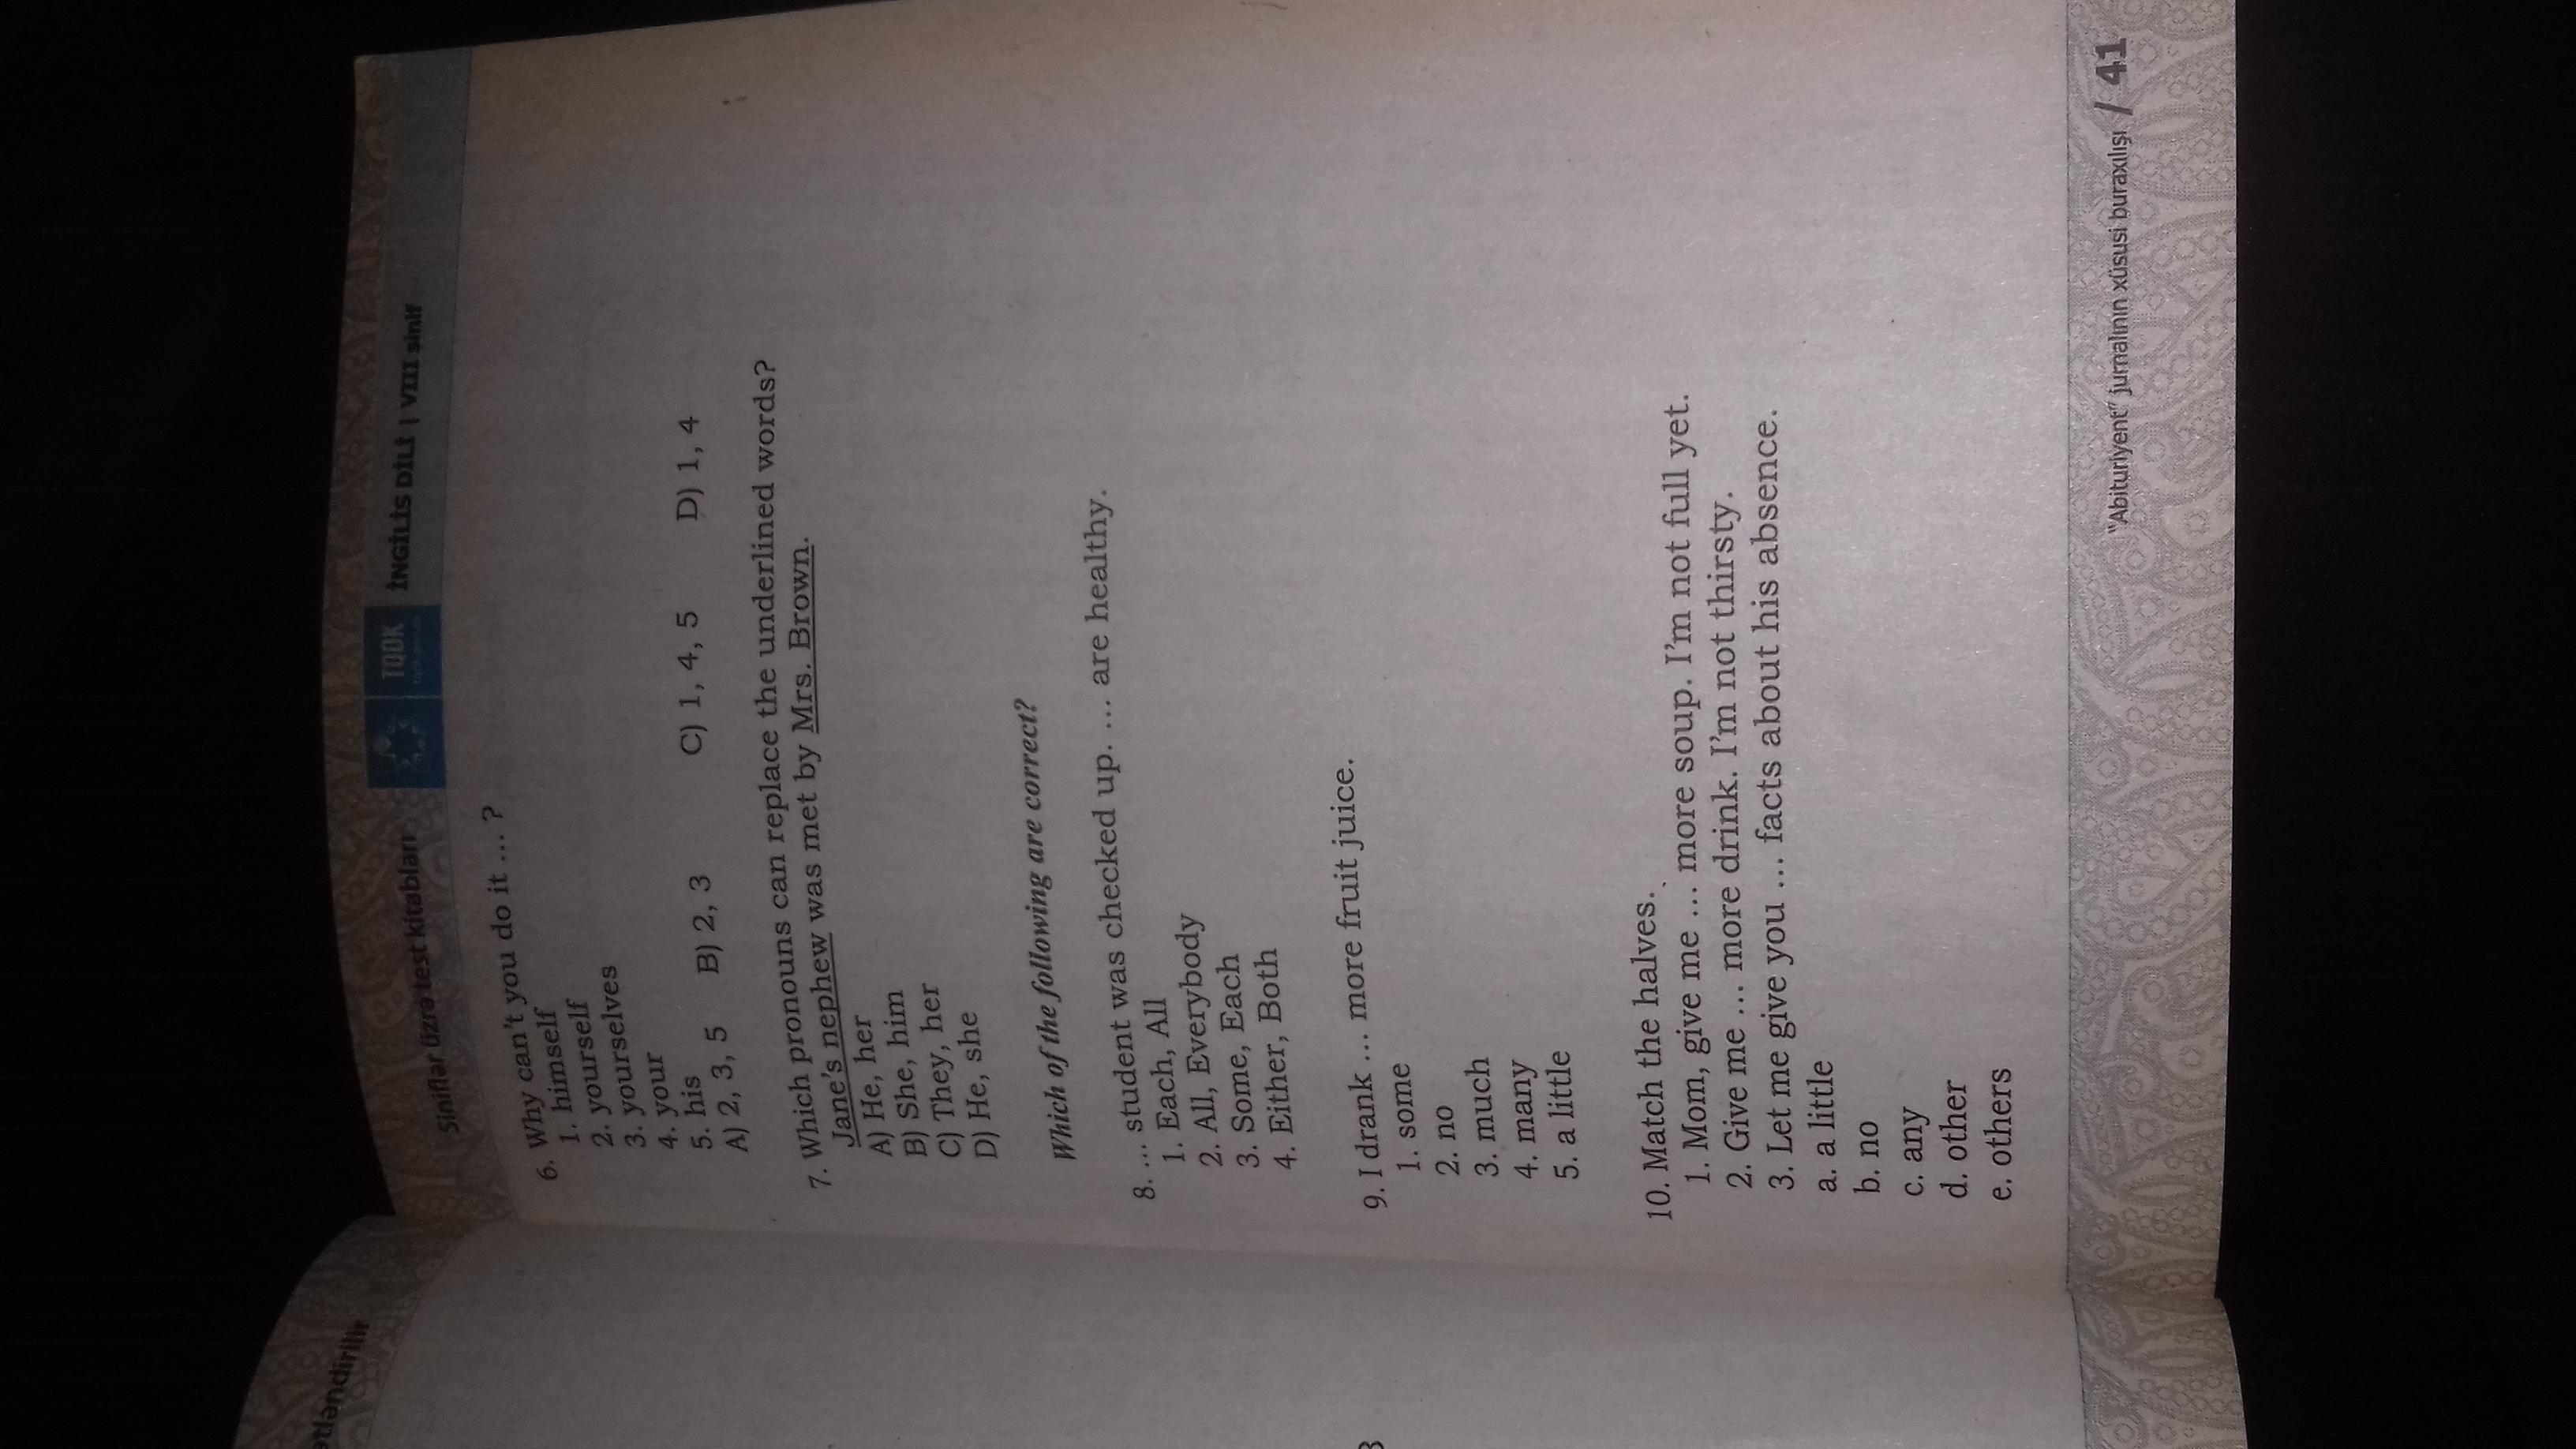 ətləndirilir
3
Siniflər üzrə test kitabları
TQDK
İNGİLİS DİLİ | VIII sinif
6. Why can't you do it ... ?
1. himself
2. yourself
3. yourselves
4. your
5. his
A) 2, 3, 5 B) 2, 3 C) 1, 4, 5 D) 1, 4
7. Which pronouns can replace the underlined words?
Jane's nephew was met by Mrs. Brown.
A) He, her
B) She, him
C) They, her
D) He, she
Which of the following are correct?
8. ... student was checked up. ... are healthy.
1. Each, All
2. All, Everybody
3. Some, Each
4. Either, Both
9. I drank ... more fruit juice.
1. some
2. no
3. much
4. many
5. a little
10. Match the halves.
1. Mom, give me ... more soup. I'm not full yet.
2. Give me ... more drink. I'm not thirsty.
3. Let me give you ... facts about his absence.
a. a little
b. no
c. any
d. other
e. others
"Abituriyent" jurnalının xüsusi buraxılışı / 41